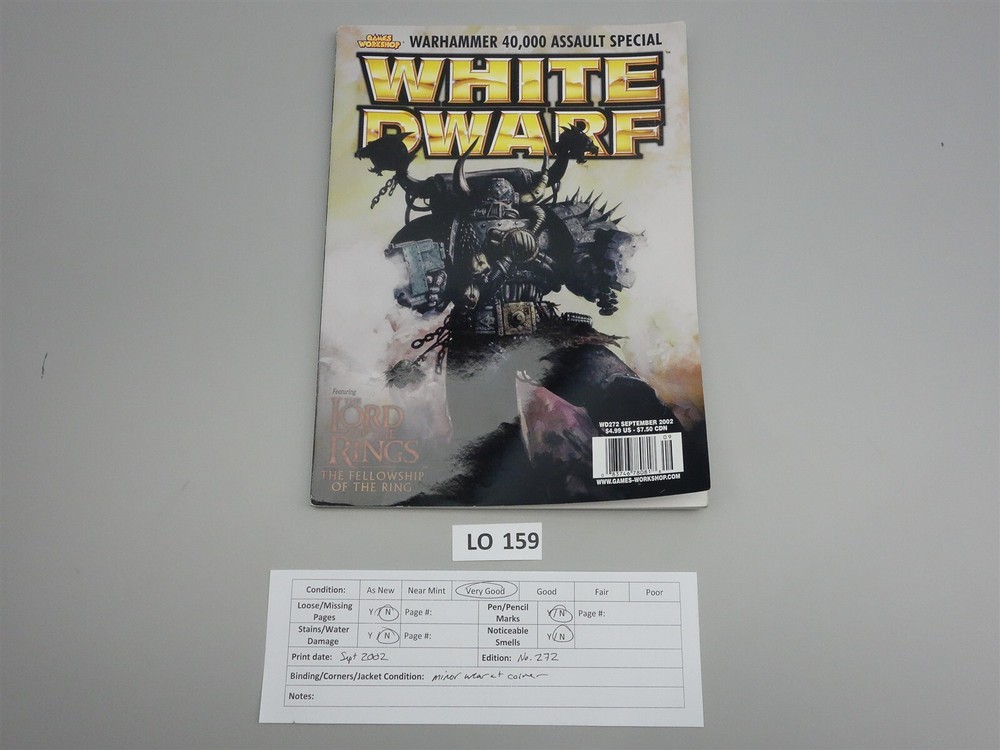 GAMES WORKSHOP WARHAMMER 40,000 ASSAULT SPECIAL
WHITE
DWARF
Featuring
THE
LORD
OF THE
RINGS
THE FELLOWSHIP
OF THE RING
WD272 SEPTEMBER 2002
$4.99 US - $7.50 CDN
09
WWW.GAMES-WORKSHOP.COM
LO 159
Condition: As New Near Mint Very Good Good Fair Poor
Loose/Missing Pages Y/N Page #: Pen/Pencil Marks Y/N Page #:
Stains/Water Damage Y/N Page #: Noticeable Smells Y/N
Print date: Sept 2002 Edition: No. 272
Binding/Corners/Jacket Condition: minor wear at corner
Notes: